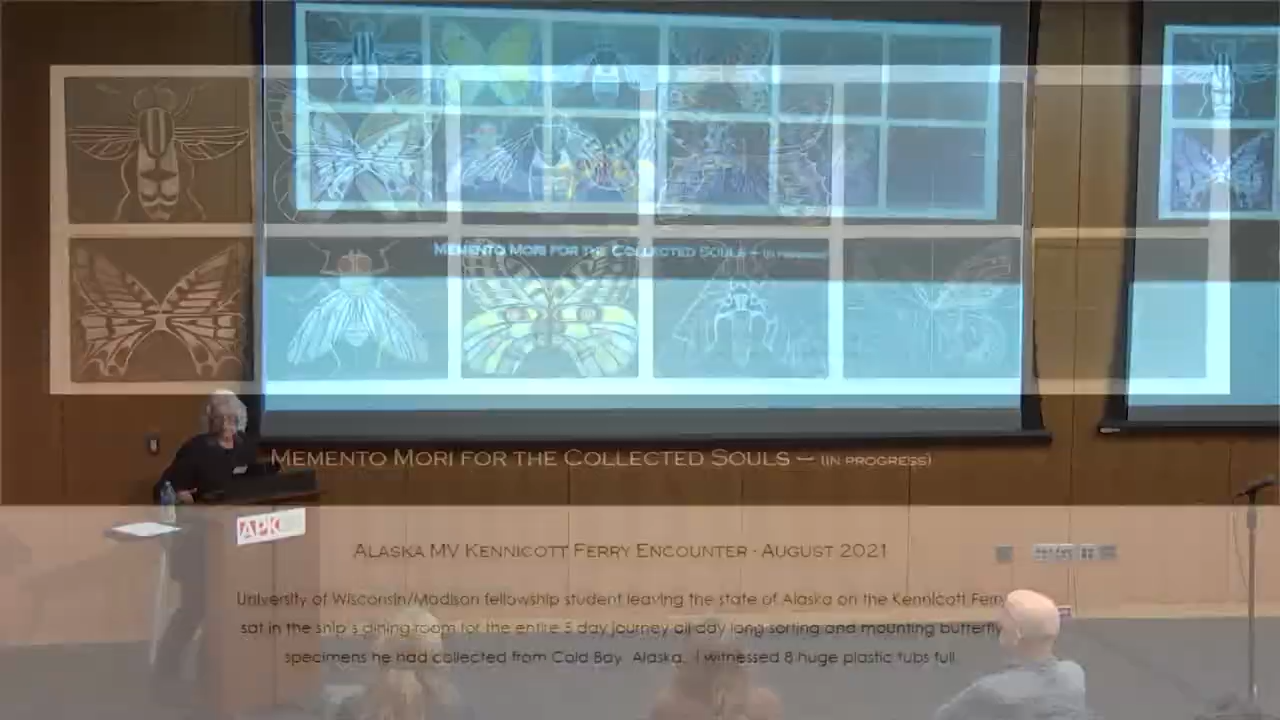 MEMENTO MORI FOR THE COLLECTED SOULS – (IN PROGRESS)
MEMENTO MORI FOR THE COLLECTED SOULS – (IN PROGRESS)
APK
ALASKA MV KENNICOTT FERRY ENCOUNTER · AUGUST 2021
University of Wisconsin/Madison fellowship student leaving the state of Alaska on the Kennicott Ferry
sat in the ship's dining room for the entire 5 day journey all day long sorting and mounting butterfly
specimens he had collected from Cold Bay, Alaska. I witnessed 8 huge plastic tubs full.